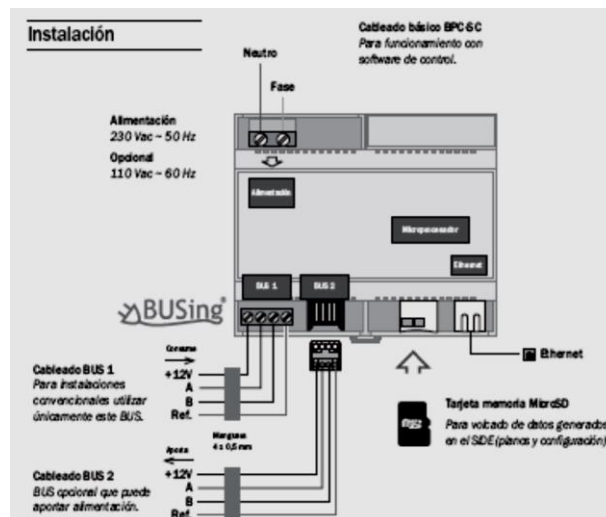 Instalación
Cableado básico BPC-SC
Para funcionamiento con
software de control.
Neutro
Fase
Alimentación
230 Vac ~ 50 Hz
Opcional
110 Vac ~ 60 Hz
Alimentación
Microprocesador
Ethernet
BUS 1
BUS 2
BUSing®
Consume
Cableado BUS 1
Para instalaciones
convencionales utilizar
únicamente este BUS.
+12V
A
B
Ref.
Ethernet
Tarjeta memoria MicroSD
Para volcado de datos generados
en el SIDE (planos y configuración)
Manguera
4 x 0,5 mm
Aporta
Cableado BUS 2
BUS opcional que puede
aportar alimentación.
+12V
A
B
Ref.